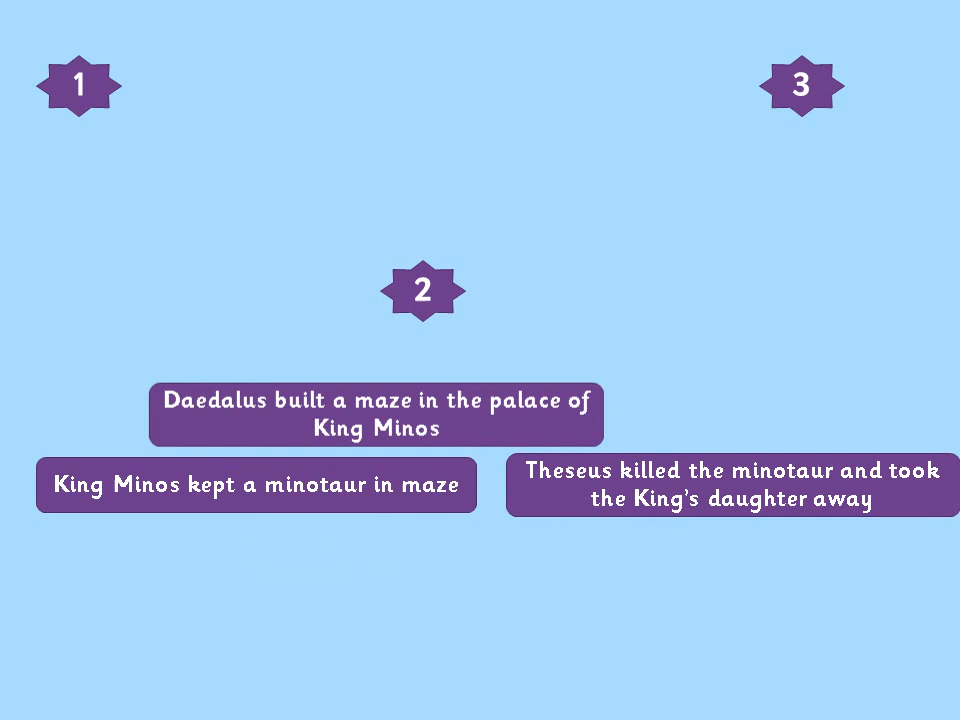 1
3
2
Daedalus built a maze in the palace of
King Minos
King Minos kept a minotaur in maze
Theseus killed the minotaur and took
the King's daughter away